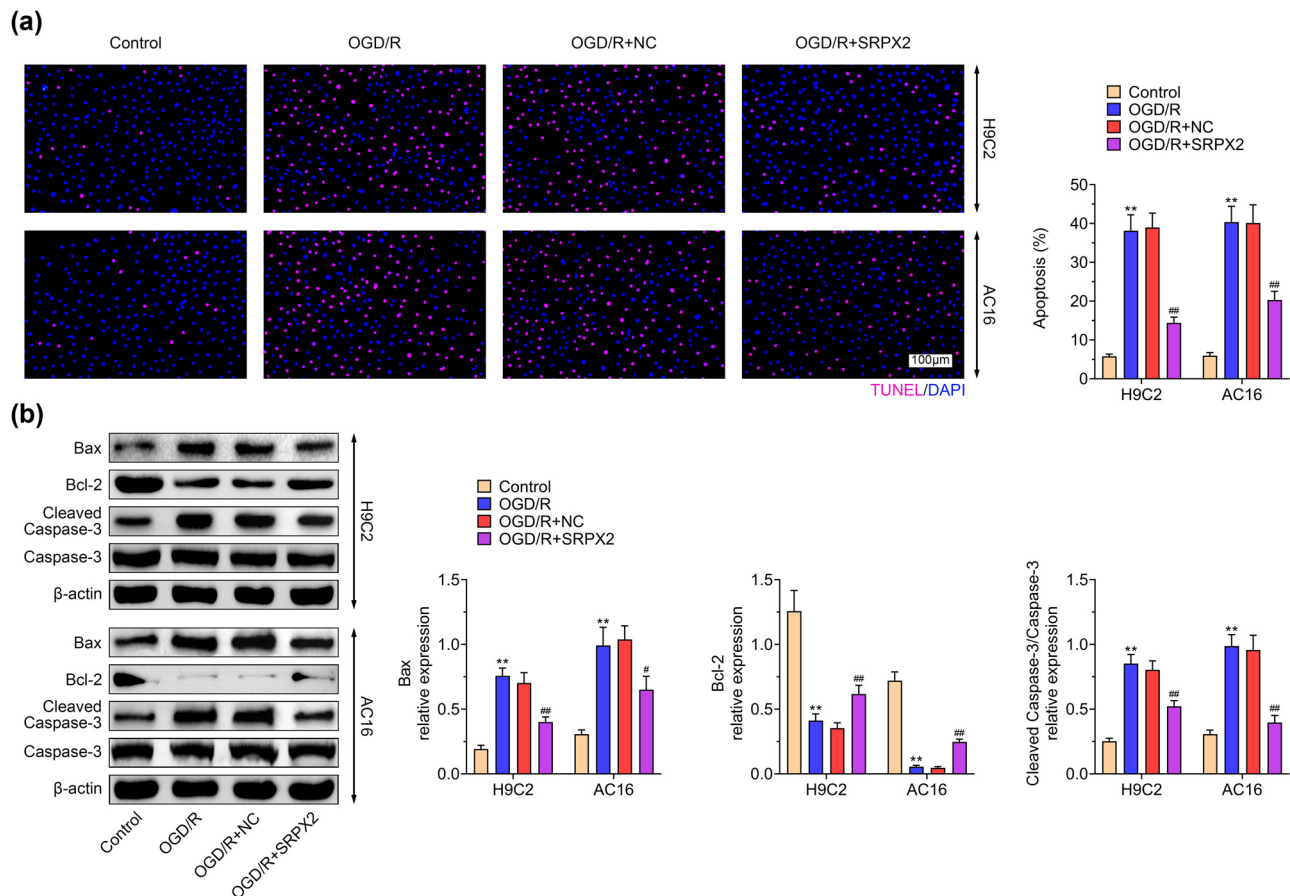 (a)
Control OGD/R OGD/R+NC OGD/R+SRPX2
H9C2
AC16
100μm
TUNEL/DAPI
Control
OGD/R
OGD/R+NC
OGD/R+SRPX2
Apoptosis (%)
50
40
30
20
10
0
** ** ## ##
H9C2 AC16
(b)
Bax
Bcl-2
Cleaved
Caspase-3
Caspase-3
β-actin
H9C2
Bax
Bcl-2
Cleaved
Caspase-3
Caspase-3
β-actin
AC16
Control OGD/R OGD/R+NC OGD/R+SRPX2
Control
OGD/R
OGD/R+NC
OGD/R+SRPX2
Bax
relative expression
1.5
1.0
0.5
0.0
** ## ** #
H9C2 AC16
Bcl-2
relative expression
1.5
1.0
0.5
0.0
** ## ** ##
H9C2 AC16
Cleaved Caspase-3/Caspase-3
relative expression
1.5
1.0
0.5
0.0
** ## ** ##
H9C2 AC16